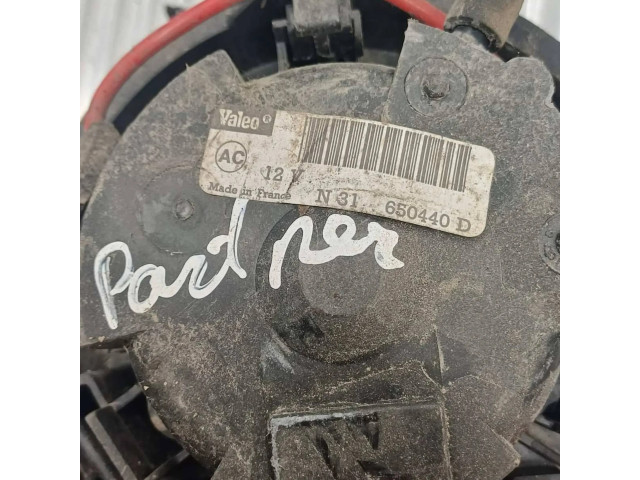 Valeo®
AC 12 V
Made in France N 31 650440 D
Partner